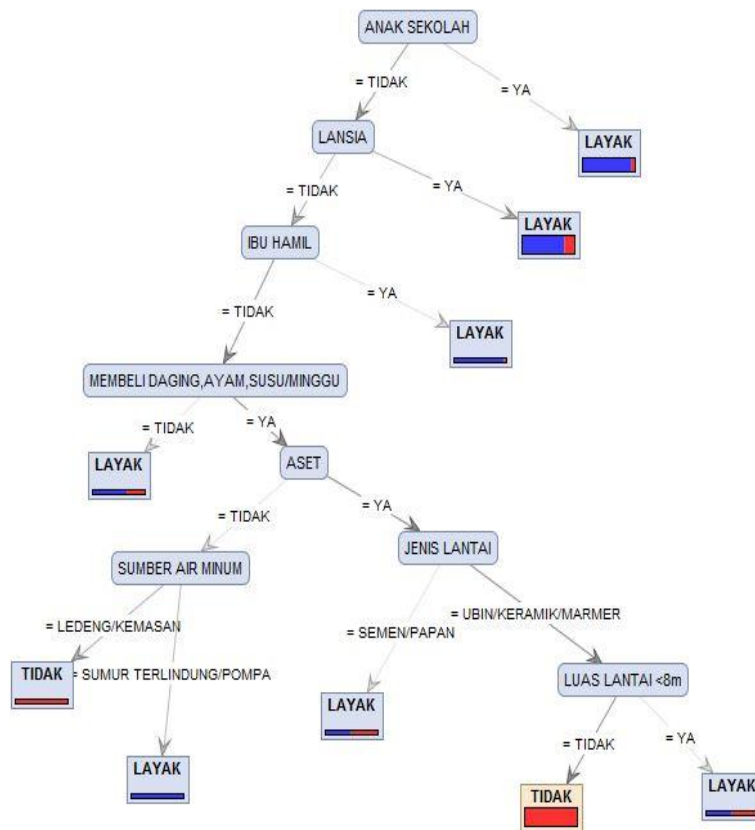 ANAK SEKOLAH
= TIDAK
= YA
LANSIA
LAYAK
= TIDAK
= YA
LAYAK
IBU HAMIL
= YA
= TIDAK
LAYAK
MEMBELI DAGING,AYAM,SUSU/MINGGU
= TIDAK
= YA
LAYAK
ASET
= TIDAK
= YA
JENIS LANTAI
SUMBER AIR MINUM
= LEDENG/KEMASAN
= SEMEN/PAPAN
= UBIN/KERAMIK/MARMER
TIDAK
= SUMUR TERLINDUNG/POMPA
LUAS LANTAI <8m
LAYAK
= TIDAK
= YA
LAYAK
TIDAK
LAYAK